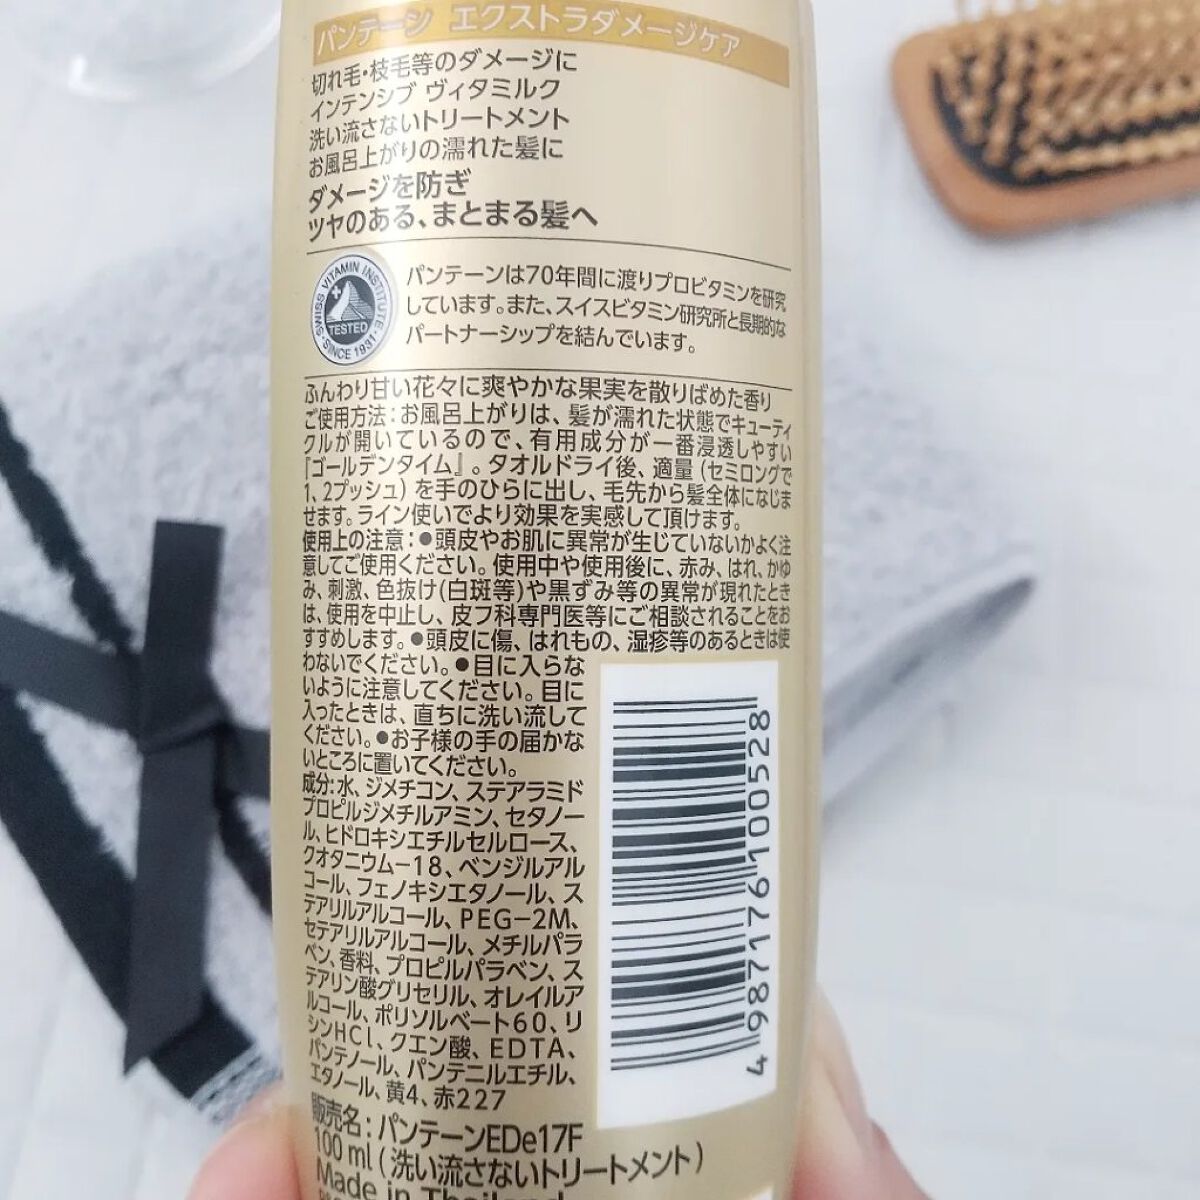 パンテーン エクストラダメージケア
切れ毛・枝毛等のダメージに
インテンシブ ヴィタミルク
洗い流さないトリートメント
お風呂上がりの濡れた髪に
ダメージを防ぎ
ツヤのある、まとまる髪へ
SWISS VITAMIN INSTITUTE
TESTED
SINCE 1931
パンテーンは70年間に渡りプロビタミンを研究
しています。また、スイスビタミン研究所と長期的な
パートナーシップを結んでいます。
ふんわり甘い花々に爽やかな果実を散りばめた香り
ご使用方法：お風呂上がりは、髪が濡れた状態でキューティ
クルが開いているので、有用成分が一番浸透しやすい
『ゴールデンタイム』。タオルドライ後、適量（セミロングで
1、2プッシュ）を手のひらに出し、毛先から髪全体になじま
せます。ライン使いでより効果を実感して頂けます。
使用上の注意：●頭皮やお肌に異常が生じていないかよく注
意してご使用ください。使用中や使用後に、赤み、はれ、かゆ
み、刺激、色抜け(白斑等)や黒ずみ等の異常が現れたとき
は、使用を中止し、皮フ科専門医等にご相談されることをお
すすめします。●頭皮に傷、はれもの、湿疹等のあるときは使
わないでください。●目に入らな
いように注意してください。目に
入ったときは、直ちに洗い流して
ください。●お子様の手の届かな
いところに置いてください。
成分：水、ジメチコン、ステアラミド
プロピルジメチルアミン、セタノー
ル、ヒドロキシエチルセルロース、
クオタニウム－18、ベンジルアル
コール、フェノキシエタノール、ス
テアリルアルコール、PEG－2M、
セテアリルアルコール、メチルパラ
ベン、香料、プロピルパラベン、ス
テアリン酸グリセリル、オレイルア
ルコール、ポリソルベート60、リ
シンHCl、クエン酸、EDTA、
パンテノール、パンテニルエチル、
エタノール、黄4、赤227
販売名：パンテーンEDe17F
100 ml（洗い流さないトリートメント）
Made in Thailand
4 987176 100528